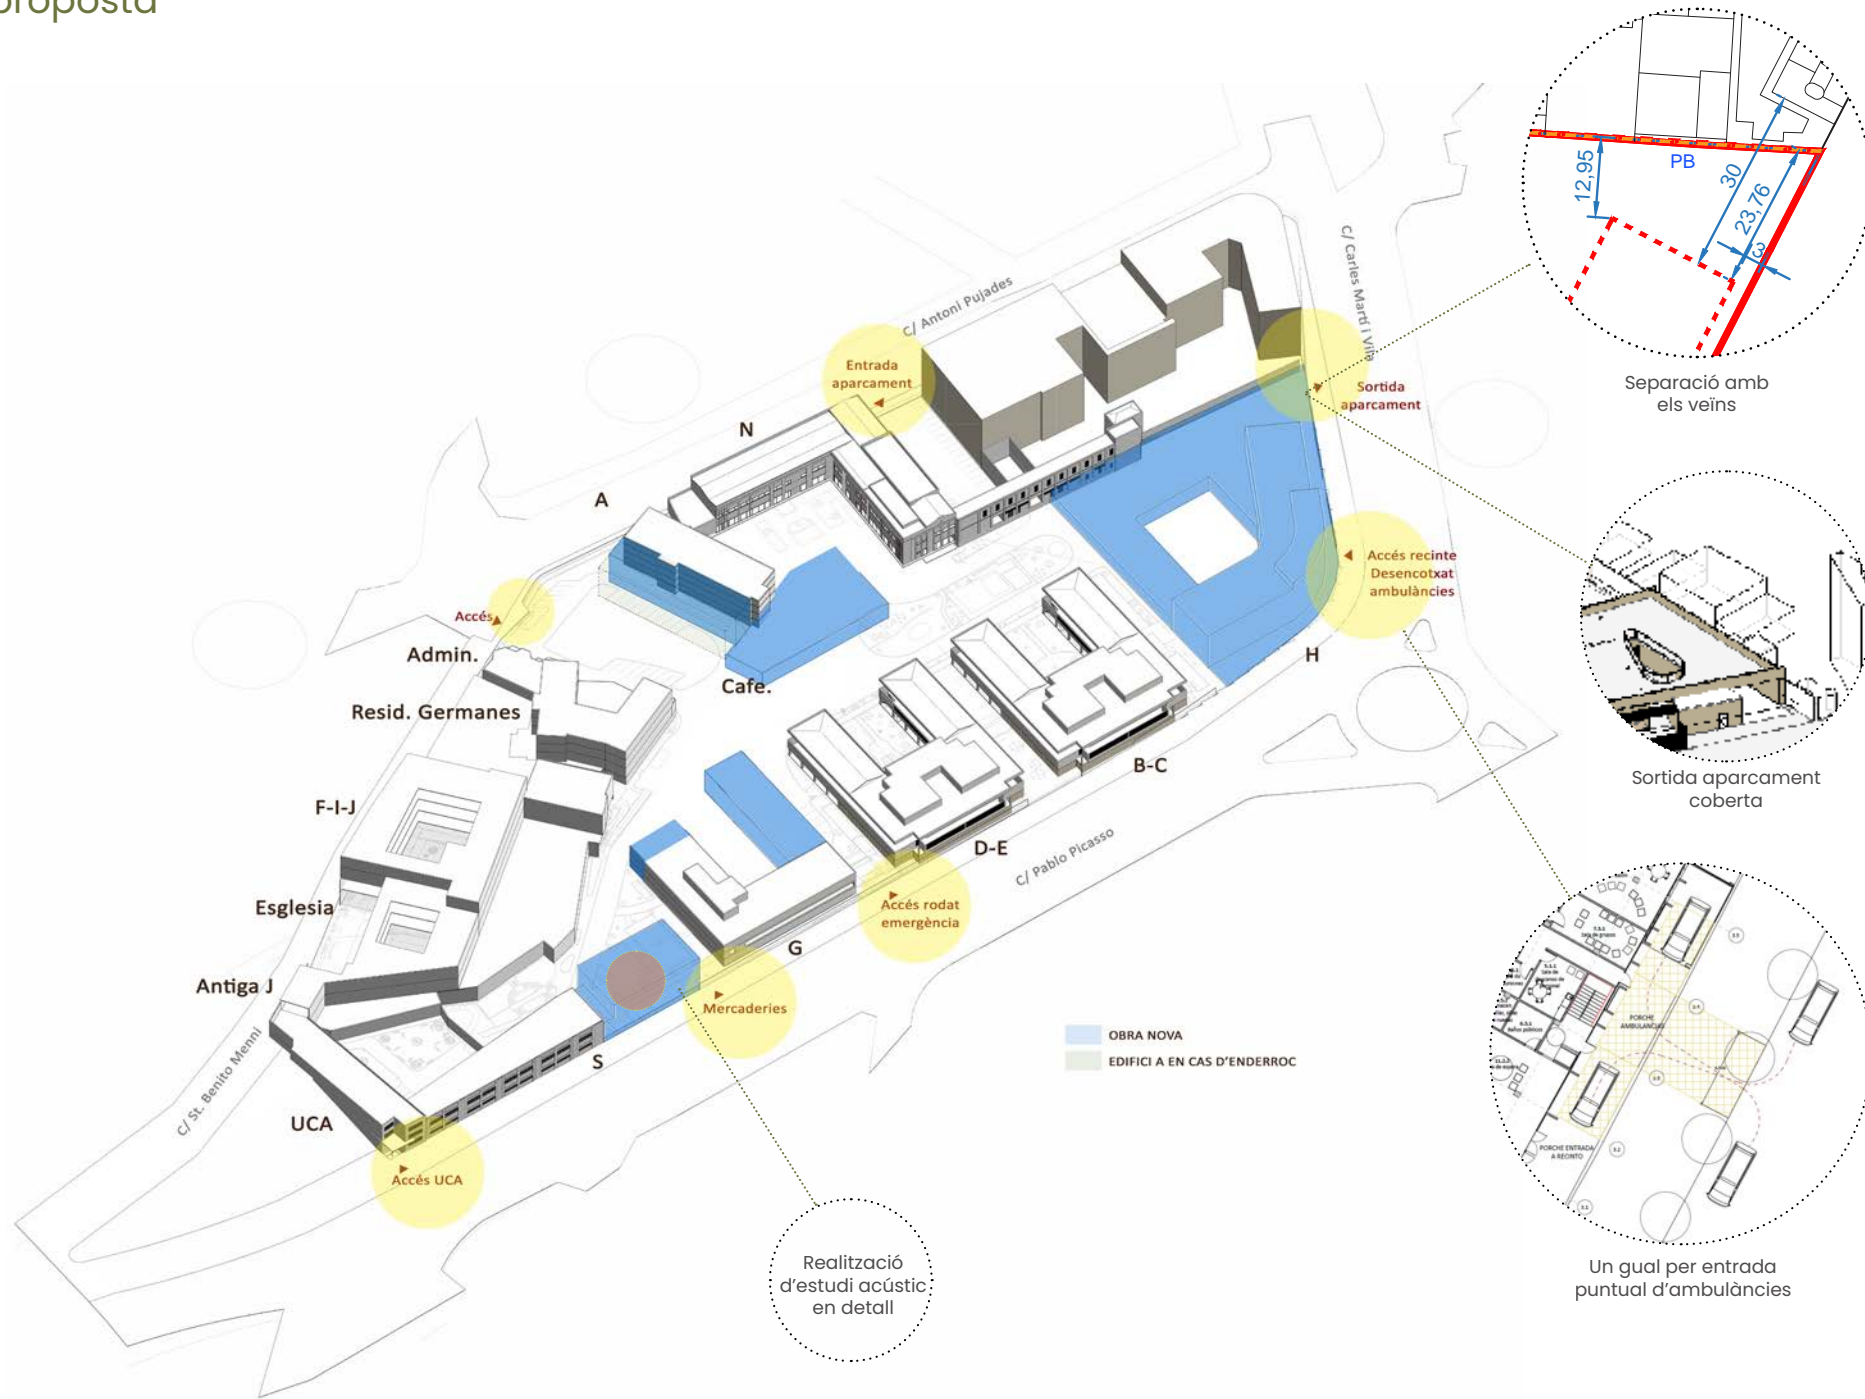 proposta
C/ Antoni Pujades
C/ Carles Martí i Vila
Entrada
aparcament
N
A
Accés
Admin.
Resid. Germanes
F-I-J
Esglesia
Antiga J
C/ St. Benito Menni
UCA
Accés UCA
S
Cafe.
G
Mercaderies
Accés rodat
emergència
D-E
B-C
C/ Pablo Picasso
H
Sortida
aparcament
Accés recinte
Desencotxat
ambulàncies
OBRA NOVA
EDIFICI A EN CAS D'ENDERROC
Realització
d'estudi acústic
en detall
12,95
PB
30
23,76
3
Separació amb
els veïns
Sortida aparcament
coberta
PORCHE
AMBULANCIAS
PORCHE ENTRADA
A RECINTO
Un gual per entrada
puntual d'ambulàncies